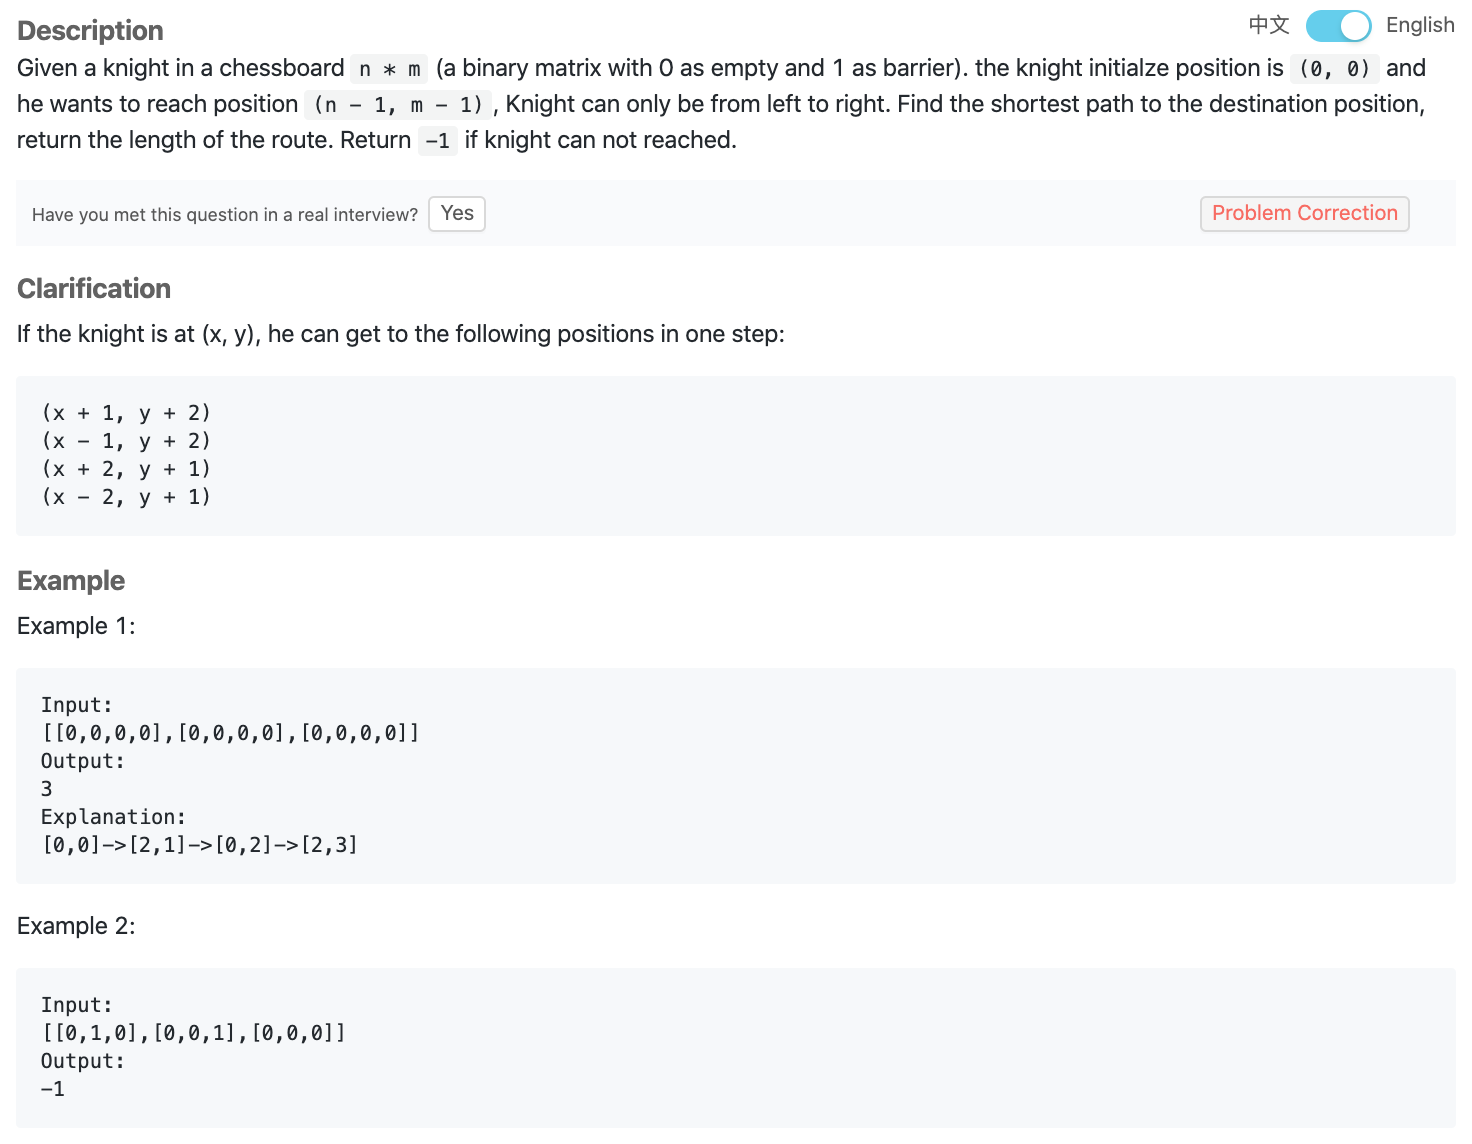 Description
中文 English
Given a knight in a chessboard n * m (a binary matrix with 0 as empty and 1 as barrier). the knight initialze position is (0, 0) and
he wants to reach position (n - 1, m - 1), Knight can only be from left to right. Find the shortest path to the destination position,
return the length of the route. Return -1 if knight can not reached.
Have you met this question in a real interview? Yes
Problem Correction
Clarification
If the knight is at (x, y), he can get to the following positions in one step:
(x + 1, y + 2)
(x - 1, y + 2)
(x + 2, y + 1)
(x - 2, y + 1)
Example
Example 1:
Input:
[[0,0,0,0],[0,0,0,0],[0,0,0,0]]
Output:
3
Explanation:
[0,0]->[2,1]->[0,2]->[2,3]
Example 2:
Input:
[[0,1,0],[0,0,1],[0,0,0]]
Output:
-1